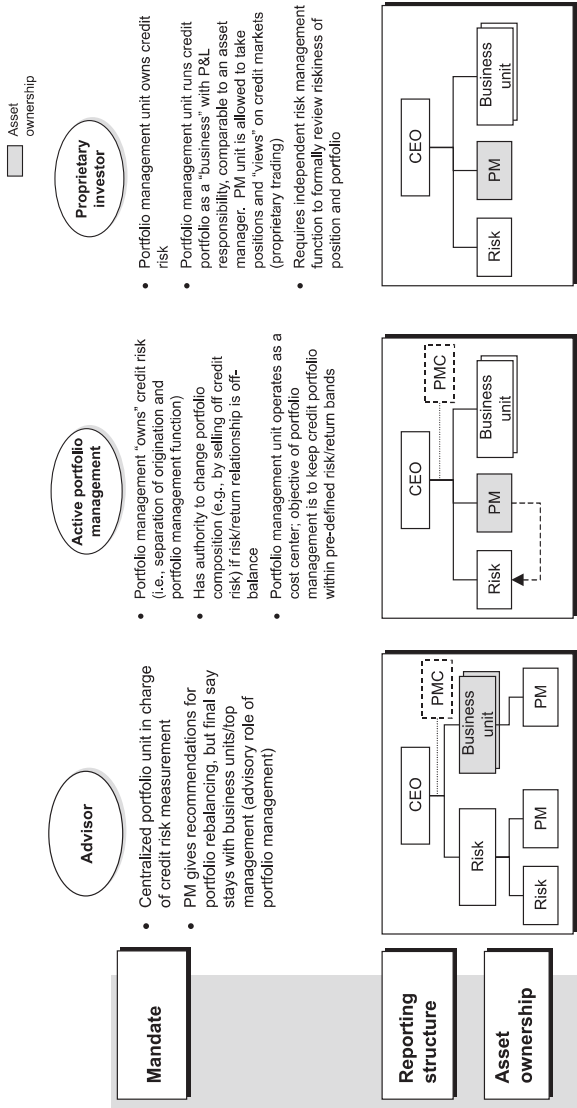 Asset
ownership
Advisor
Active portfolio
management
Proprietary
investor
Mandate
• Centralized portfolio unit in charge
of credit risk measurement
• PM gives recommendations for
portfolio rebalancing, but final say
stays with business units/top
management (advisory role of
portfolio management)
• Portfolio management “owns” credit risk
(i.e., separation of origination and
portfolio management function)
• Has authority to change portfolio
composition (e.g., by selling off credit
risk) if risk/return relationship is off-
balance
• Portfolio management unit operates as a
cost center; objective of portfolio
management is to keep credit portfolio
within pre-defined risk/return bands
• Portfolio management unit owns credit
risk
• Portfolio management unit runs credit
portfolio as a “business” with P&L
responsibility, comparable to an asset
manager. PM unit is allowed to take
positions and “views” on credit markets
(proprietary trading)
• Requires independent risk management
function to formally review riskiness of
position and portfolio
Reporting
structure
Asset
ownership
CEO
PMC
Risk
Business
unit
Risk
PM
PM
CEO
PMC
Risk
PM
Business
unit
CEO
Risk
PM
Business
unit